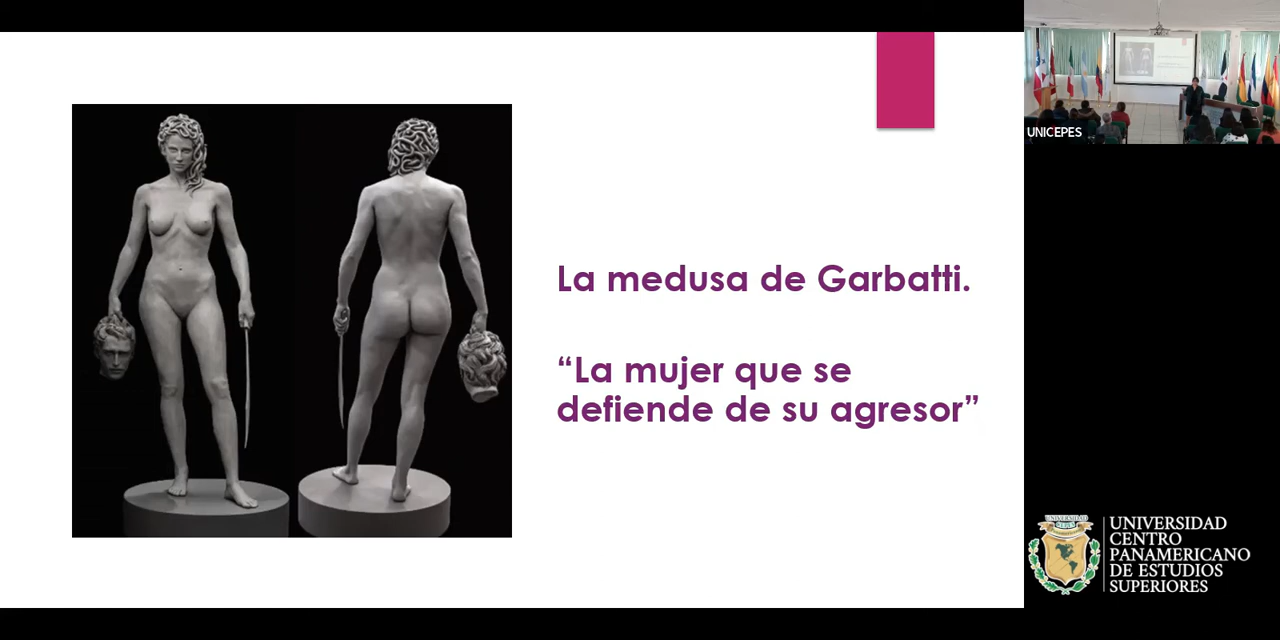 La medusa de Garbatti.
“La mujer que se
defiende de su agresor”
UNICEPES
UNIVERSIDAD
CENTRO
PANAMERICANO
DE ESTUDIOS
SUPERIORES